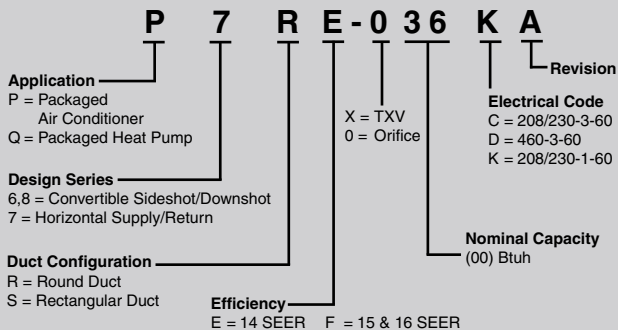 P 7 R E - 0 3 6 K A
Application
P = Packaged
Air Conditioner
Q = Packaged Heat Pump
Design Series
6,8 = Convertible Sideshot/Downshot
7 = Horizontal Supply/Return
Duct Configuration
R = Round Duct
S = Rectangular Duct
Efficiency
E = 14 SEER F = 15 & 16 SEER
X = TXV
0 = Orifice
Nominal Capacity
(00) Btuh
Electrical Code
C = 208/230-3-60
D = 460-3-60
K = 208/230-1-60
Revision